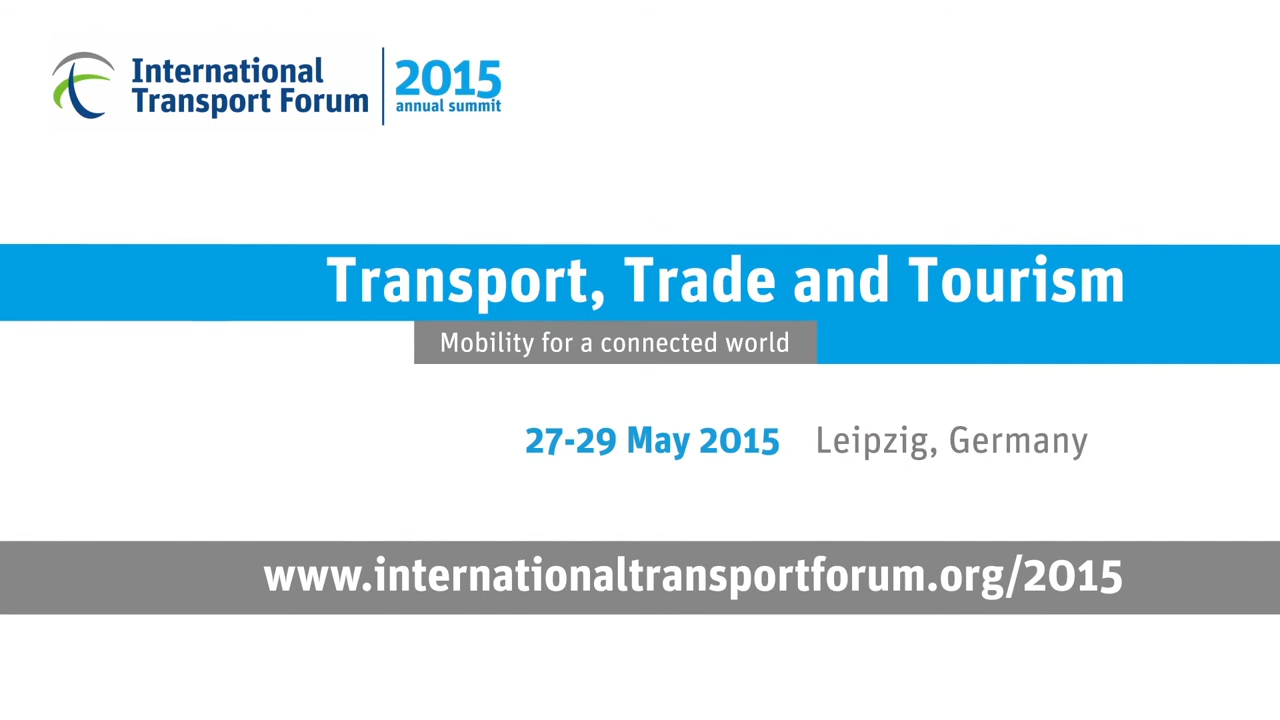 International
Transport Forum
2015
annual summit
Transport, Trade and Tourism
Mobility for a connected world
27-29 May 2015 Leipzig, Germany
www.internationaltransportforum.org/2015